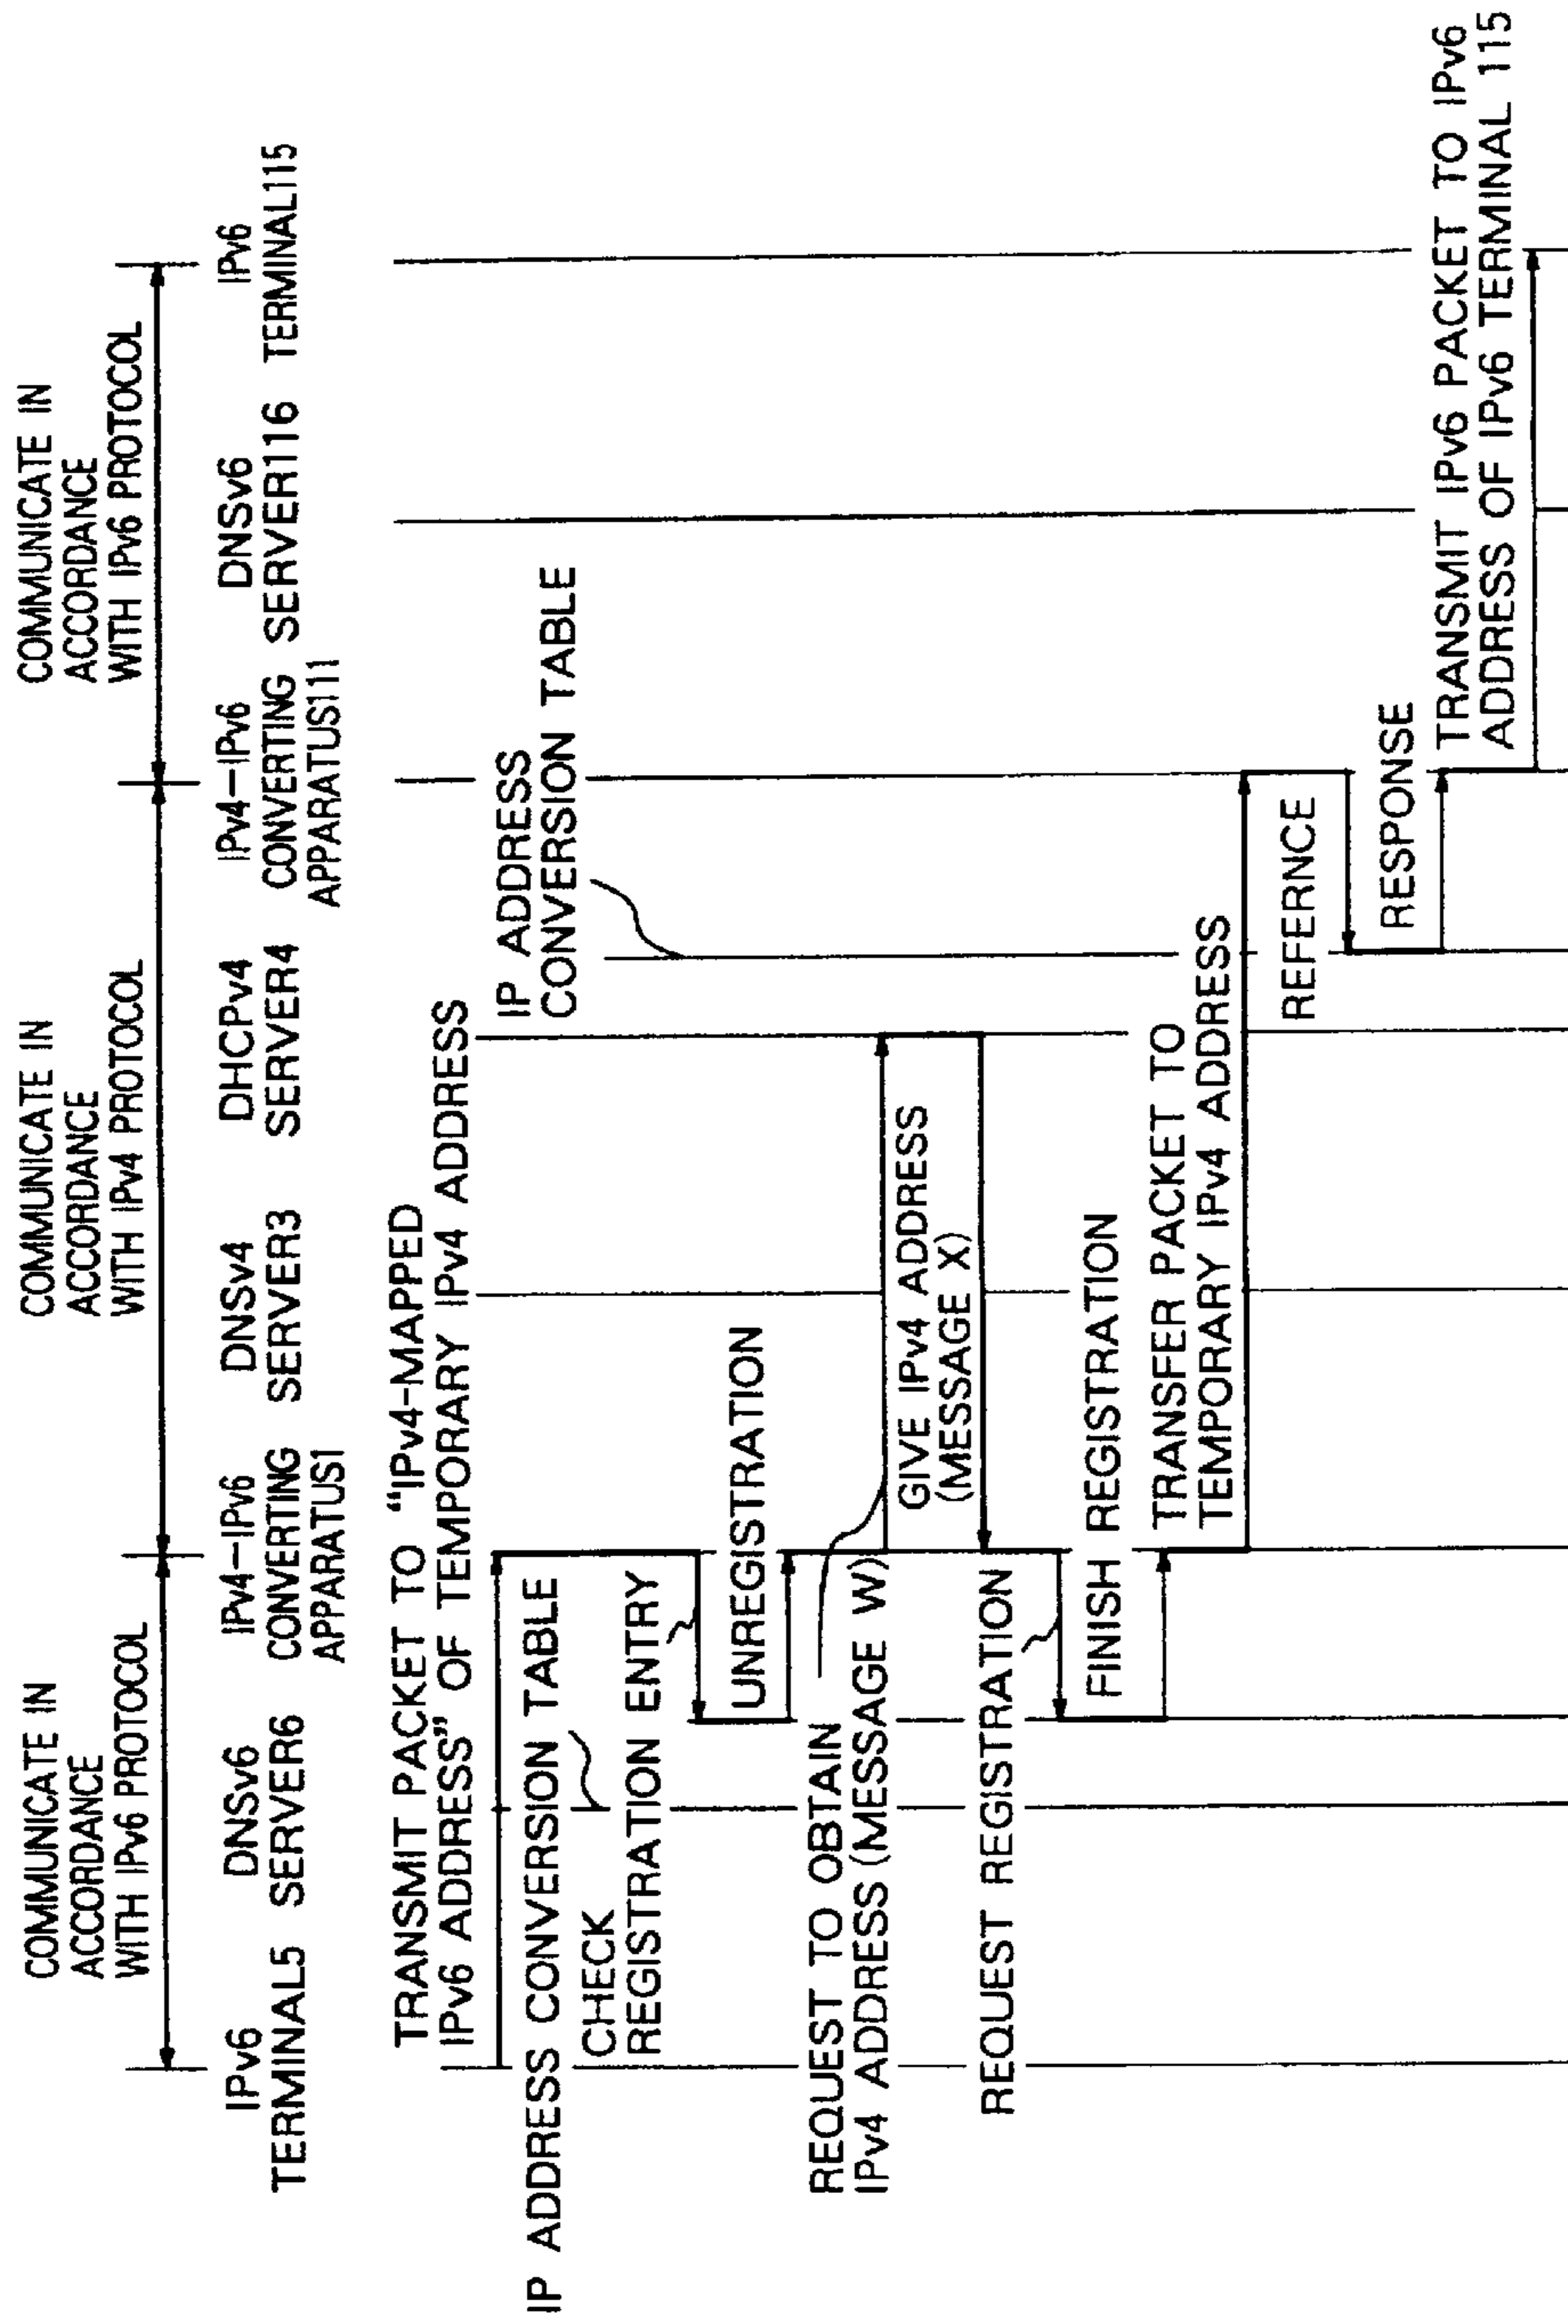 COMMUNICATE IN
ACCORDANCE
WITH IPv6 PROTOCOL
COMMUNICATE IN
ACCORDANCE
WITH IPv4 PROTOCOL
COMMUNICATE IN
ACCORDANCE
WITH IPv6 PROTOCOL
IPv6
TERMINAL5
DNSv6
SERVER6
IPv4-IPv6
CONVERTING
APPARATUS1
DNSv4
SERVER3
DHCPv4
SERVER4
IPv4-IPv6
CONVERTING
APPARATUS111
DNSv6
SERVER116
IPv6
TERMINAL115
TRANSMIT PACKET TO "IPv4-MAPPED
IPv6 ADDRESS" OF TEMPORARY IPv4 ADDRESS
IP ADDRESS
CONVERSION TABLE
IP ADDRESS CONVERSION TABLE
CHECK
REGISTRATION ENTRY
UNREGISTRATION
REQUEST TO OBTAIN
IPv4 ADDRESS (MESSAGE W)
GIVE IPv4 ADDRESS
(MESSAGE X)
REQUEST REGISTRATION
FINISH REGISTRATION
TRANSFER PACKET TO
TEMPORARY IPv4 ADDRESS
REFERNCE
RESPONSE
TRANSMIT IPv6 PACKET TO IPv6
ADDRESS OF IPv6 TERMINAL 115